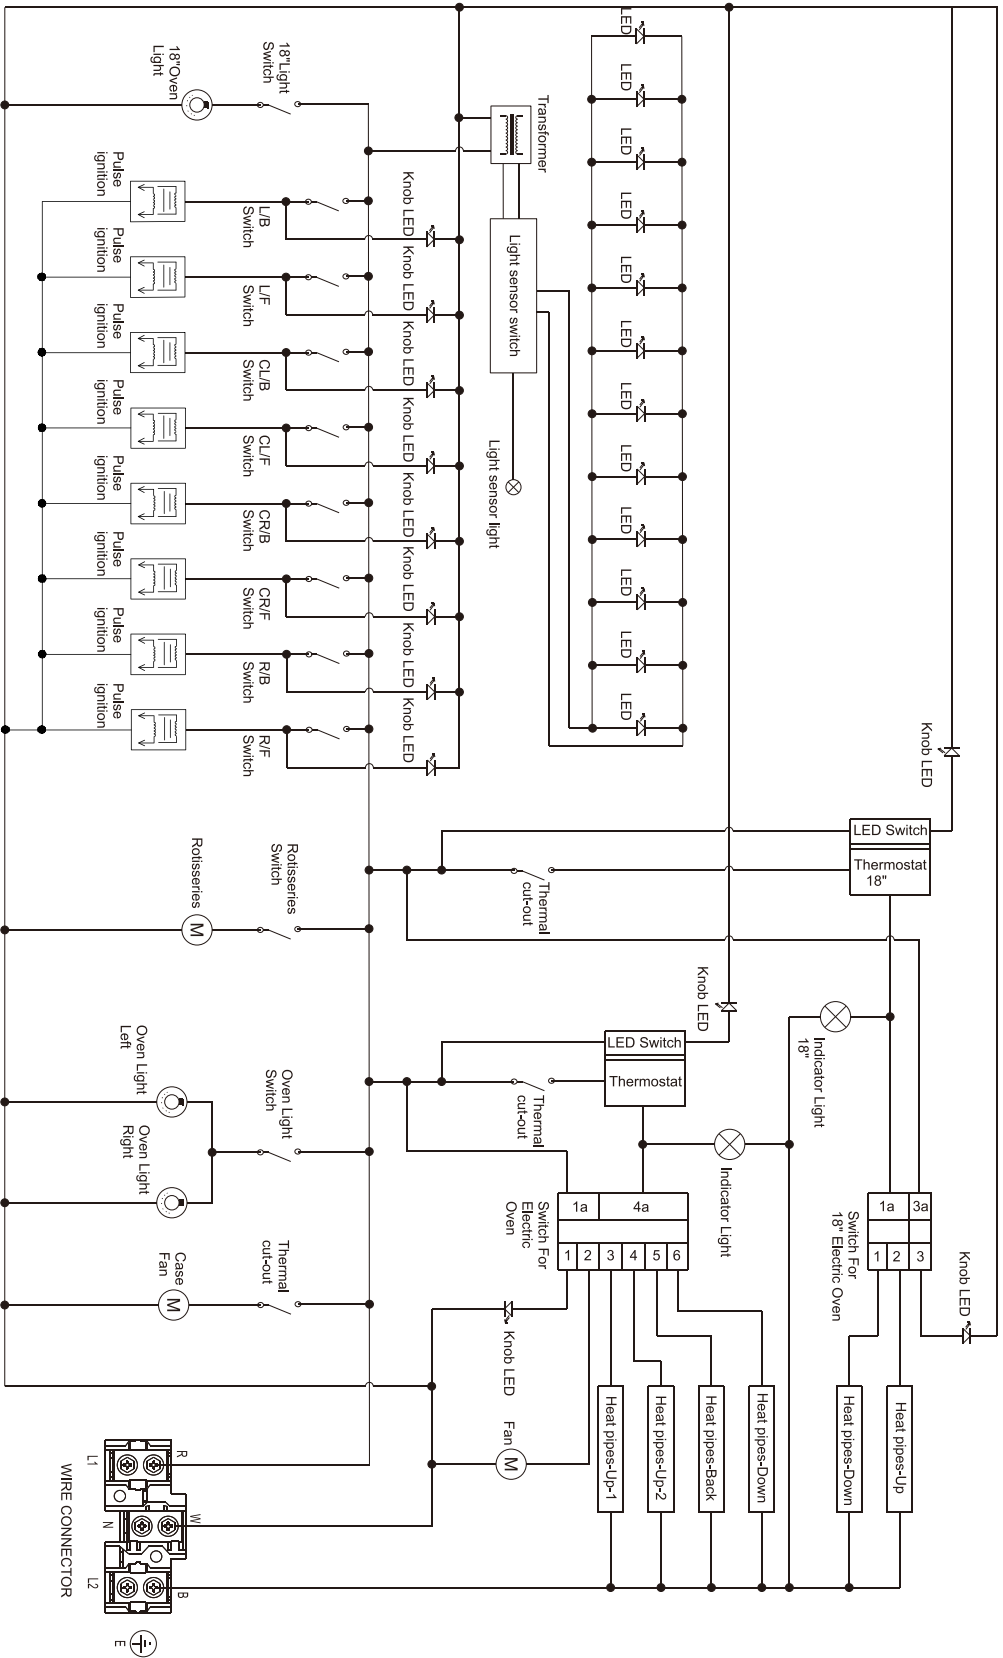 LED
LED
LED
LED
LED
LED
LED
LED
LED
LED
LED
LED
Transformer
Light sensor switch
Light sensor light
18"Light
Switch
18"Oven
Light
Knob LED
Knob LED
Knob LED
Knob LED
Knob LED
Knob LED
Knob LED
Knob LED
L/B
Switch
L/F
Switch
CL/B
Switch
CL/F
Switch
CR/B
Switch
CR/F
Switch
R/B
Switch
R/F
Switch
Pulse
ignition
Pulse
ignition
Pulse
ignition
Pulse
ignition
Pulse
ignition
Pulse
ignition
Pulse
ignition
Pulse
ignition
Knob LED
LED Switch
Thermostat
18"
Thermal
cut-out
Rotisseries
Switch
Rotisseries
M
Knob LED
LED Switch
Thermostat
Thermal
cut-out
Indicator Light
18"
Indicator Light
Oven Light
Switch
Oven Light
Left
Oven Light
Right
1a
4a
1
2
3
4
5
6
Switch For
Electric
Oven
1a
3a
1
2
3
Switch For
18" Electric Oven
Knob LED
Thermal
cut-out
Case
Fan
M
Knob LED
Fan
M
Heat pipes-Up-1
Heat pipes-Up-2
Heat pipes-Back
Heat pipes-Down
Heat pipes-Down
Heat pipes-Up
R
L1
W
N
B
L2
WIRE CONNECTOR
E